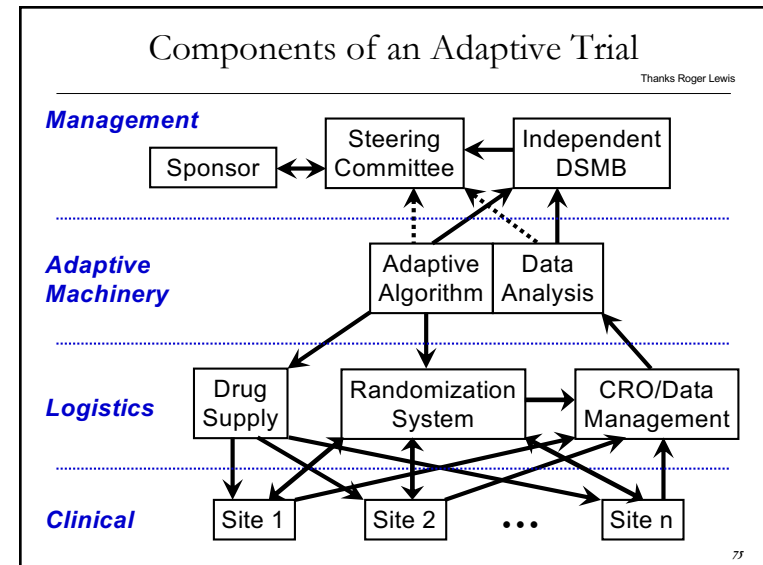 Components of an Adaptive Trial
Thanks Roger Lewis
Management
Sponsor
Steering
Committee
Independent
DSMB
Adaptive
Machinery
Adaptive
Algorithm
Data
Analysis
Logistics
Drug
Supply
Randomization
System
CRO/Data
Management
Clinical
Site 1
Site 2
...
Site n
75